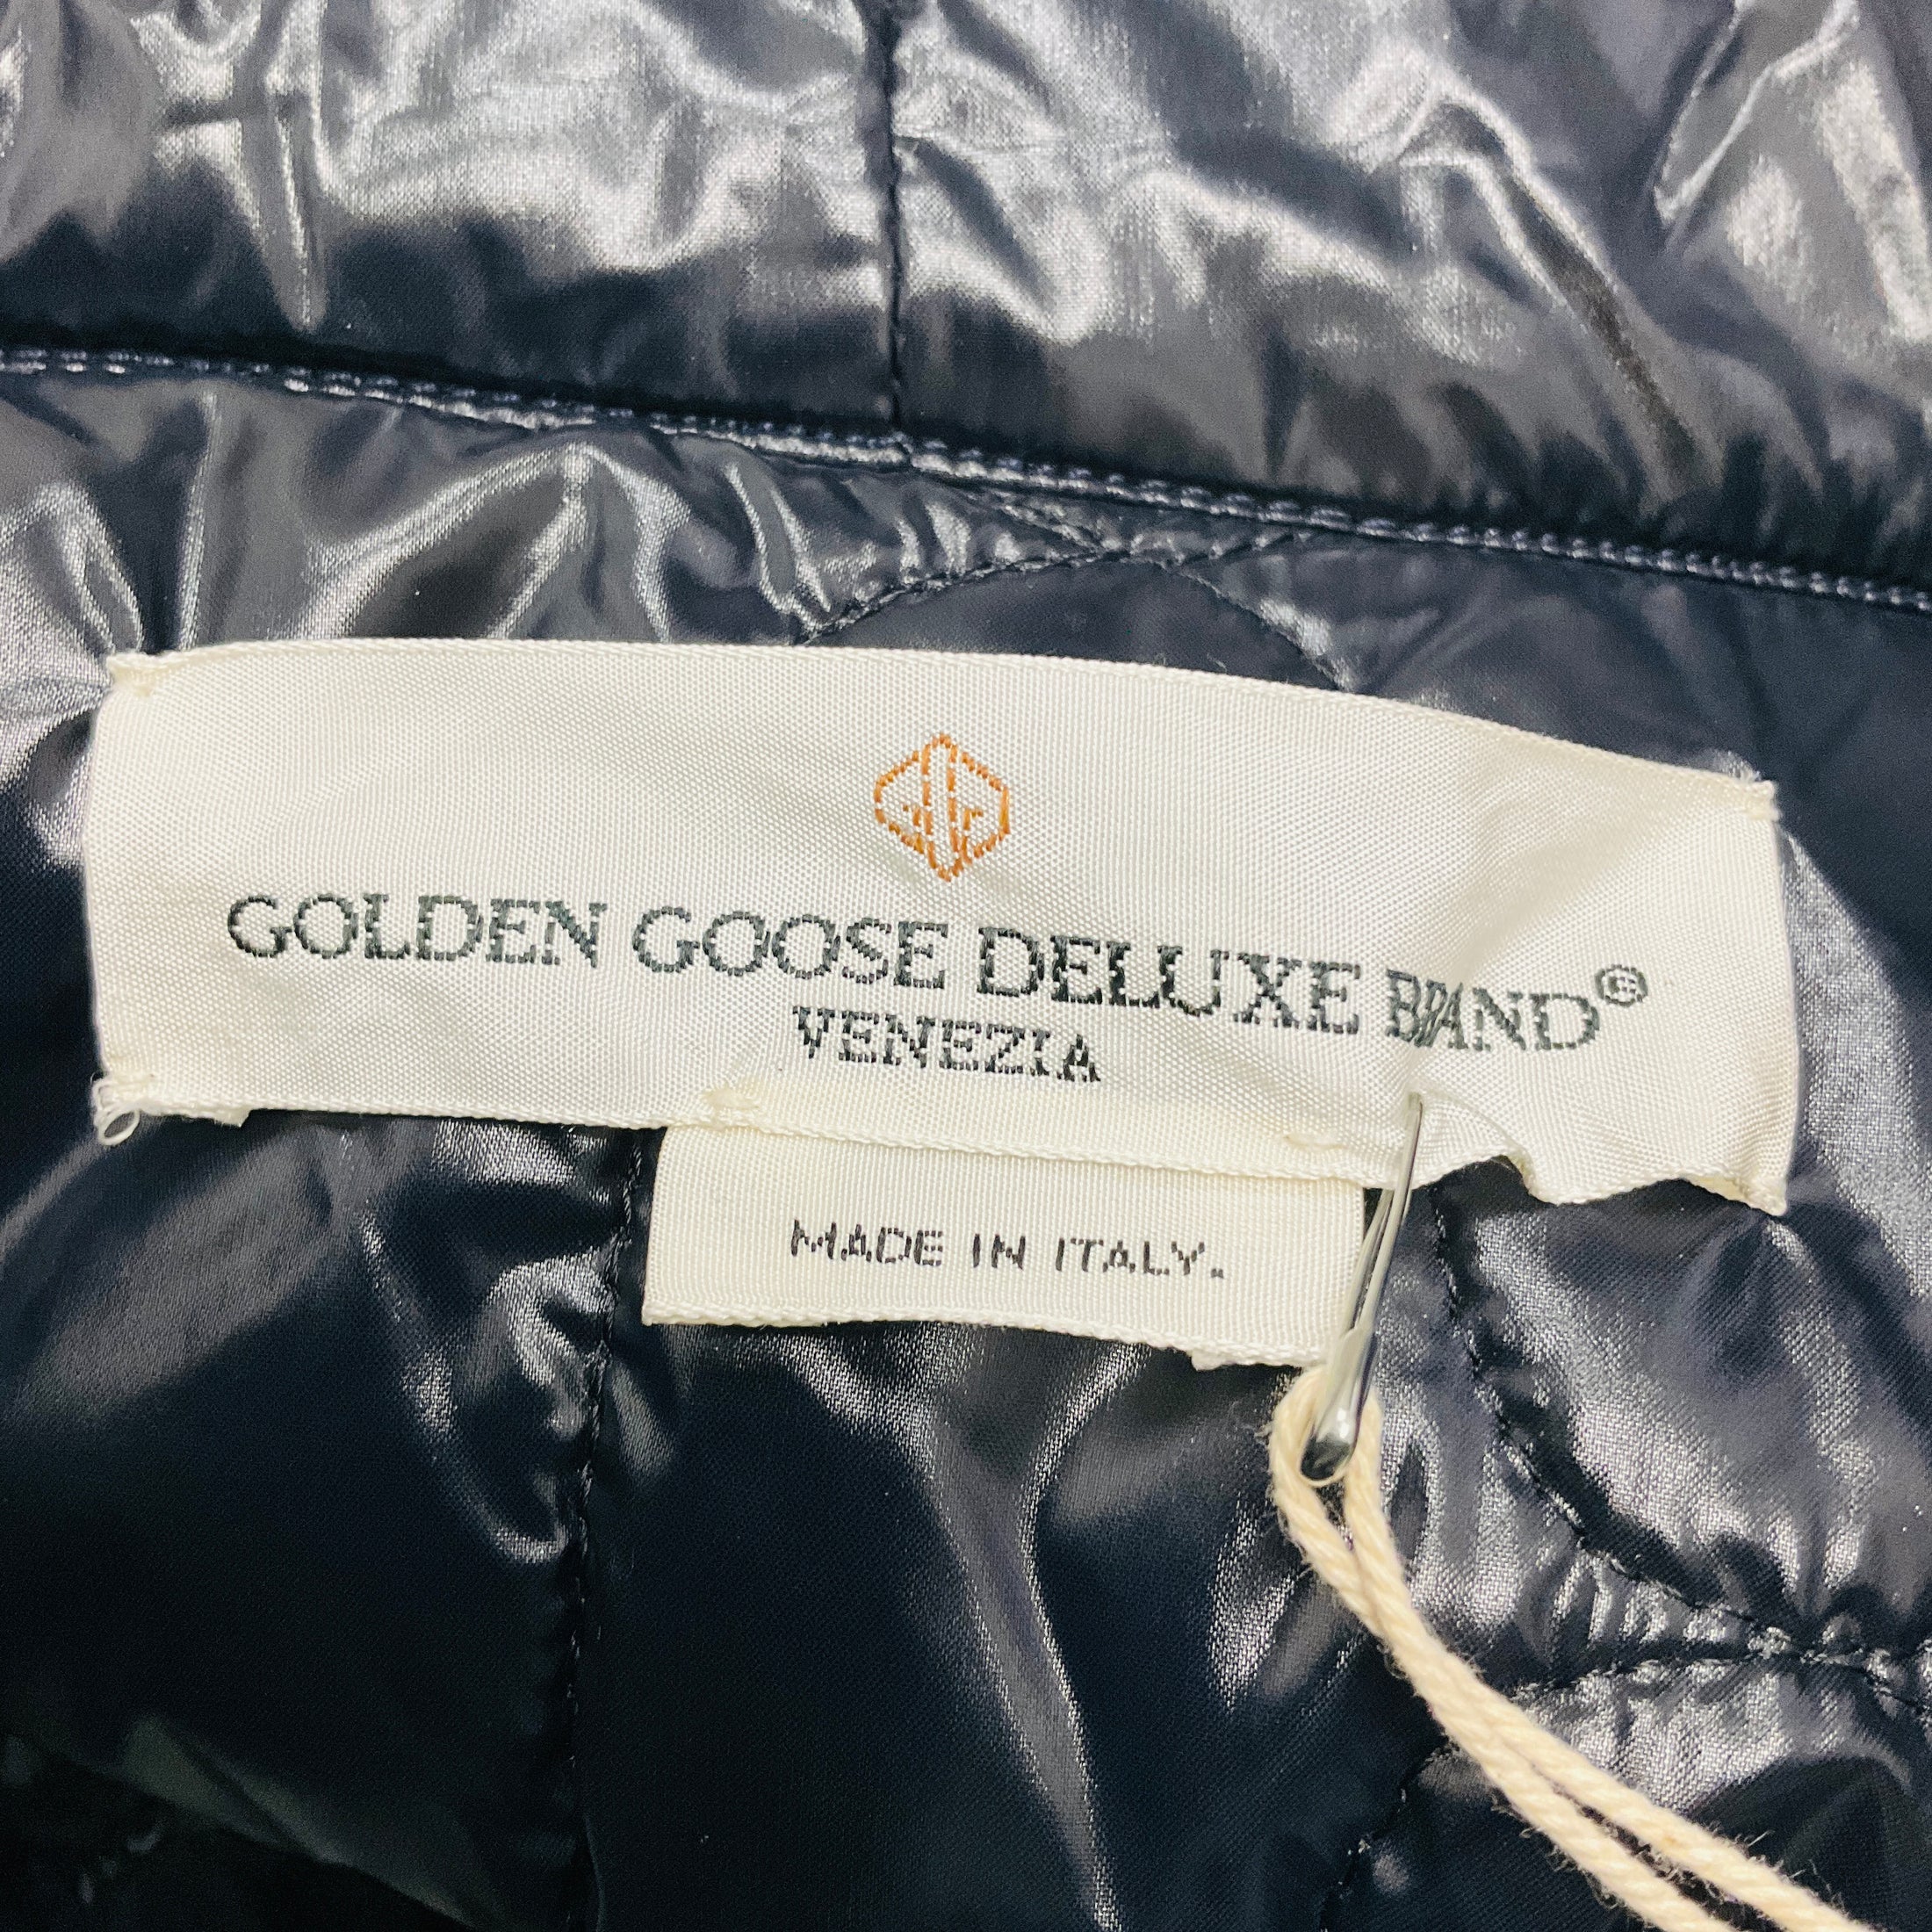 GOLDEN GOOSE DELUXE BRAND®
VENEZIA
MADE IN ITALY.